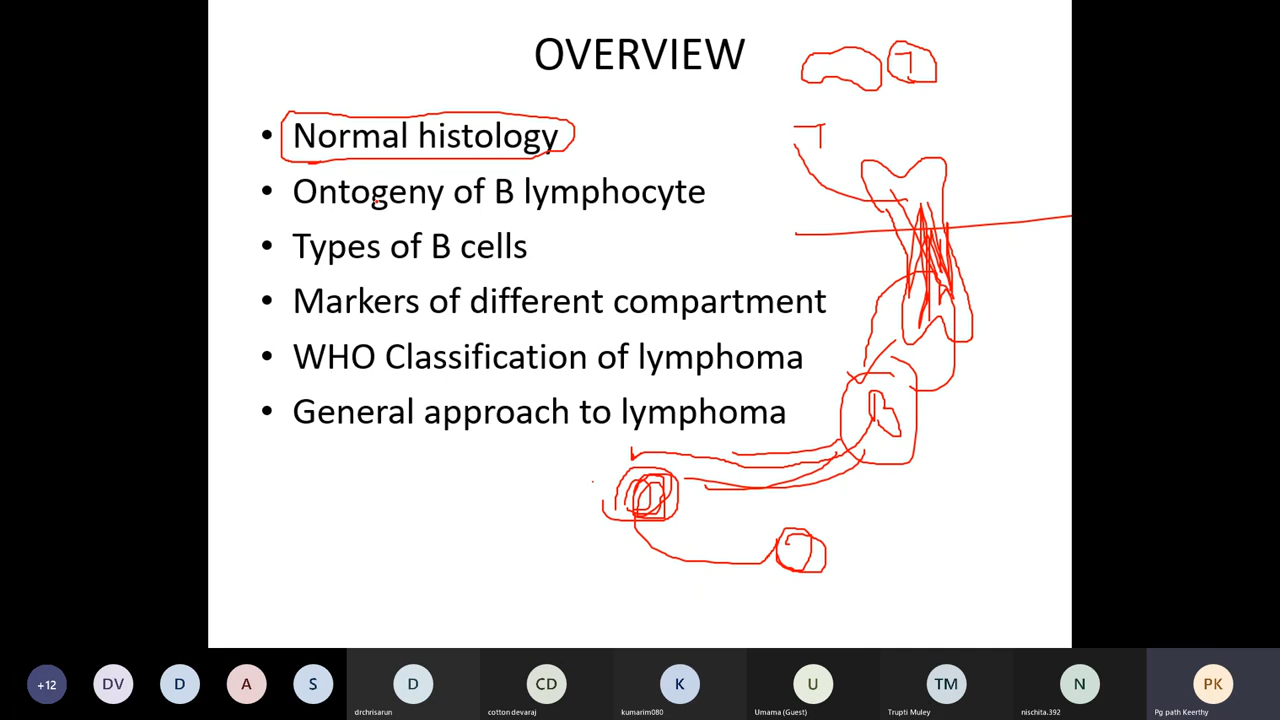 OVERVIEW
• Normal histology
• Ontogeny of B lymphocyte
• Types of B cells
• Markers of different compartment
• WHO Classification of lymphoma
• General approach to lymphoma
+12
DV
D
A
S
D
CD
K
U
TM
N
PK
drchrisarun
cotton devaraj
kumarim080
Umama (Guest)
Trupti Muley
nischita.392
Pg path Keerthy